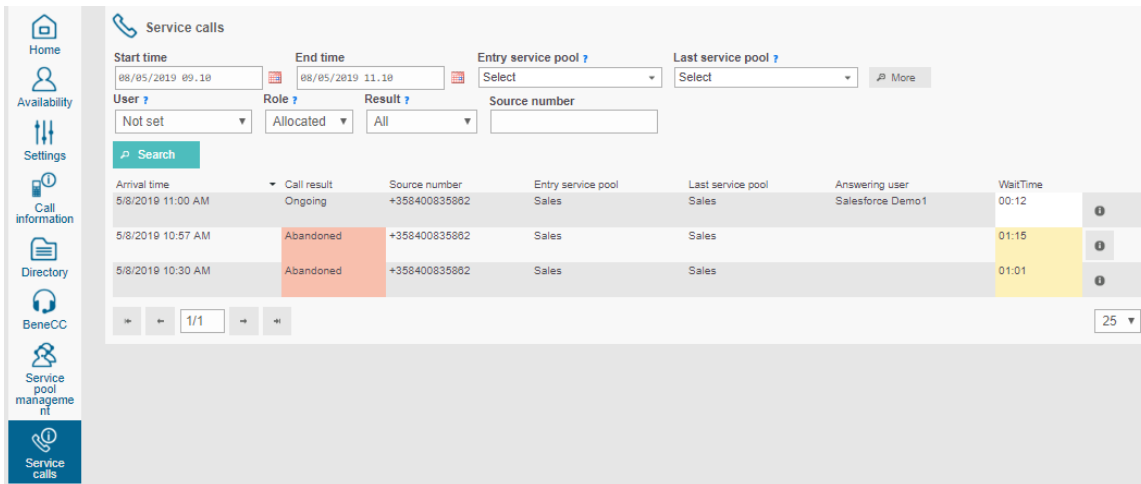 Home
Availability
Settings
Call
information
Directory
BeneCC
Service
pool
manageme
nt
Service
calls
Service calls
Start time End time Entry service pool ? Last service pool ?
08/05/2019 09.10 08/05/2019 11.10 Select Select More
User ? Role ? Result ? Source number
Not set Allocated All
Search
Arrival time Call result Source number Entry service pool Last service pool Answering user WaitTime
5/8/2019 11:00 AM Ongoing +358400835862 Sales Sales Salesforce Demo1 00:12
5/8/2019 10:57 AM Abandoned +358400835862 Sales Sales 01:15
5/8/2019 10:30 AM Abandoned +358400835862 Sales Sales 01:01
1/1 25